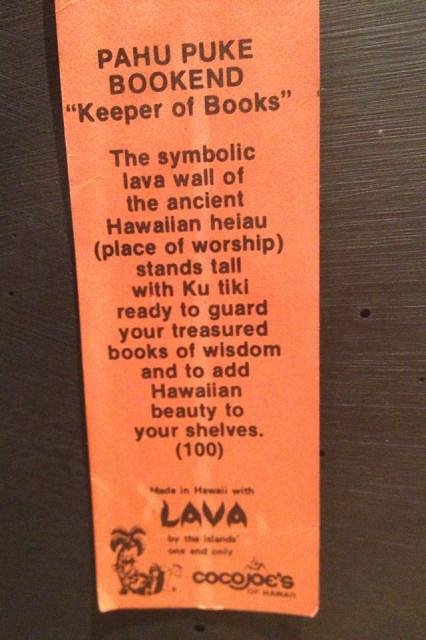 PAHU PUKE
BOOKEND
“Keeper of Books”
The symbolic
lava wall of
the ancient
Hawaiian heiau
(place of worship)
stands tall
with Ku tiki
ready to guard
your treasured
books of wisdom
and to add
Hawaiian
beauty to
your shelves.
(100)
Made in Hawaii with
LAVA
by the islands'
one and only
COCOJOE'S
OF HAWAII